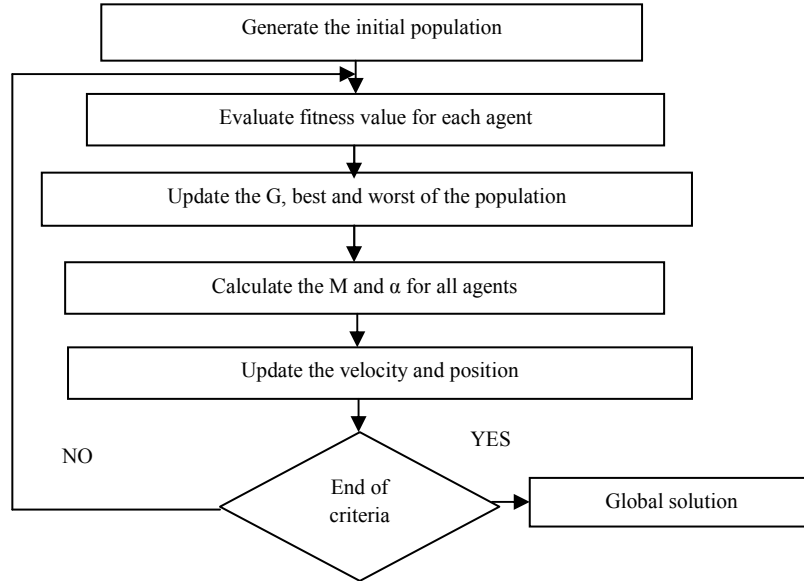 Generate the initial population
Evaluate fitness value for each agent
Update the G, best and worst of the population
Calculate the M and α for all agents
Update the velocity and position
YES
NO
End of
criteria
Global solution